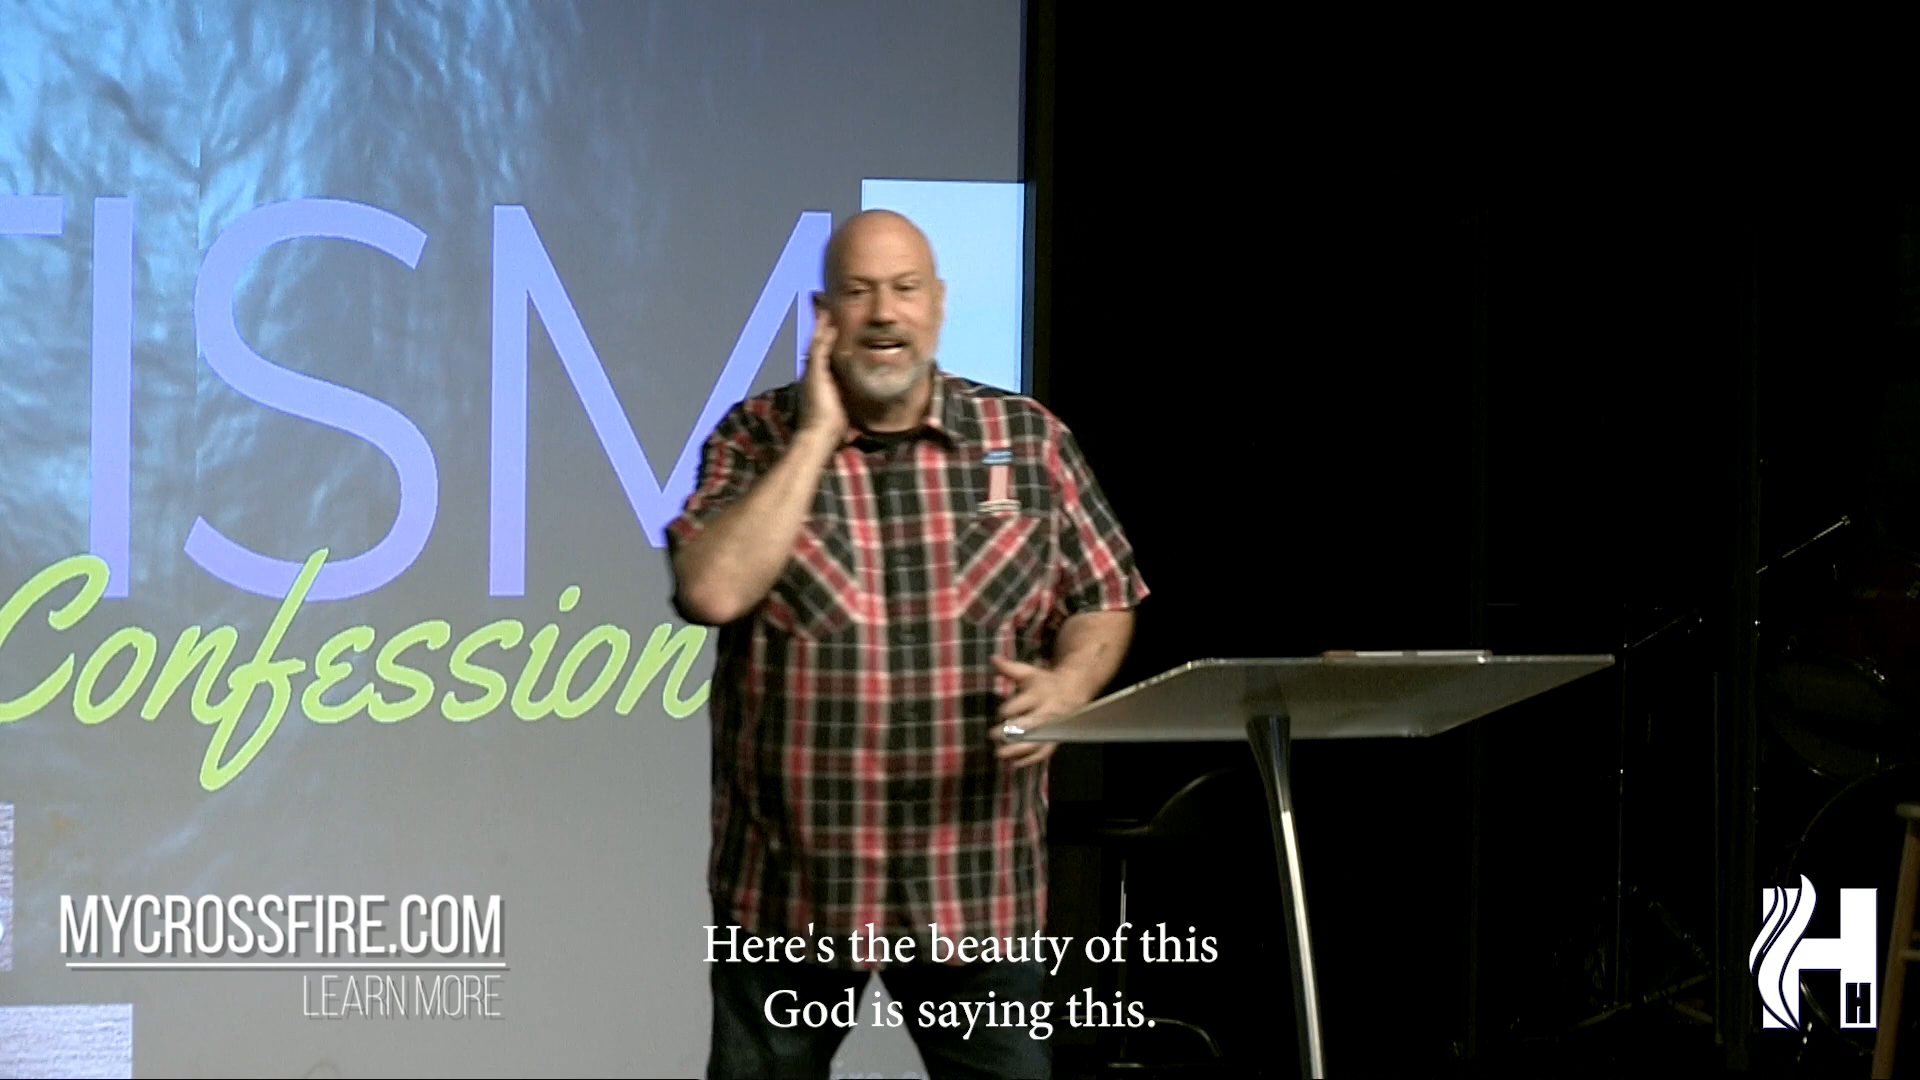 TISM
Confession
MYCROSSFIRE.COM
LEARN MORE
Here's the beauty of this
God is saying this.
H
H